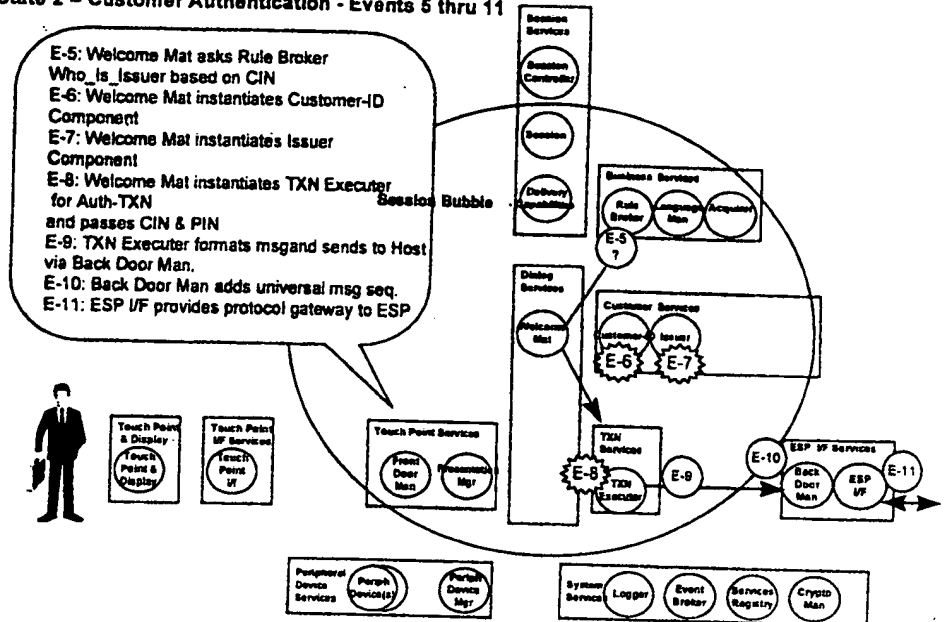 State 2 – Customer Authentication - Events 5 thru 11
E-5: Welcome Mat asks Rule Broker
Who_Is_Issuer based on CIN
E-6: Welcome Mat instantiates Customer-ID
Component
E-7: Welcome Mat instantiates Issuer
Component
E-8: Welcome Mat instantiates TXN Executer
for Auth-TXN
and passes CIN & PIN
E-9: TXN Executer formats msgand sends to Host
via Back Door Man.
E-10: Back Door Man adds universal msg seq.
E-11: ESP I/F provides protocol gateway to ESP
Session Bubble
Session
Services
Session
Controller
Session
Delivery
Capabilities
Business Services
Rule
Broker
Language
Man
Acquirer
E-5
?
Dialog
Services
Welcome
Mat
Customer Services
Customer-
Issuer
E-6
E-7
Touch Point
& Display
Touch
Point &
Display
Touch Point
I/F Services
Touch
Point
I/f
Touch Point Services
Front
Door
Man
Presentation
Mgr
TXN
Services
E-8
TXN
Executor
E-9
E-10
ESP I/F Services
Back
Door
Man
ESP
I/F
E-11
Peripheral
Device
Services
Periph
Device(s)
Periph
Device
Mgr
System
Services
Logger
Event
Broker
Services
Registry
Crypto
Man